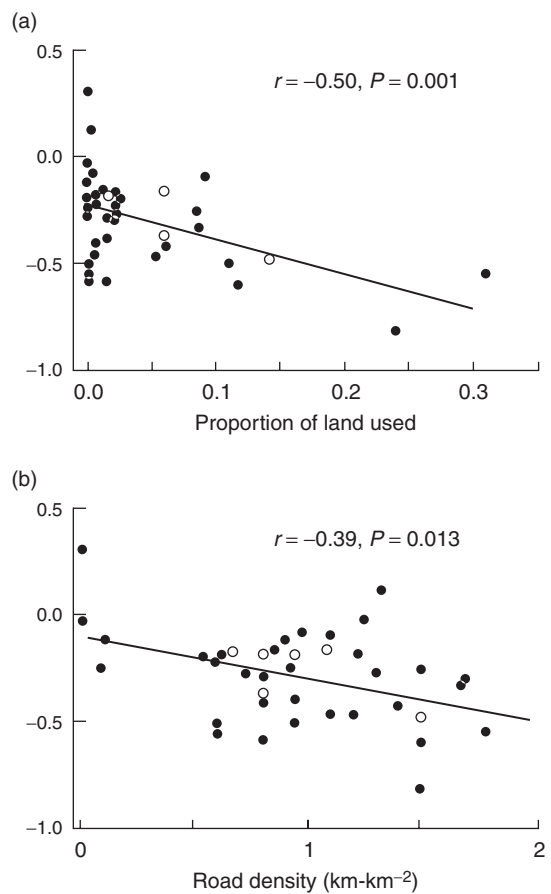 (a)
0.5
r = −0.50, P = 0.001
0.0
−0.5
−1.0
0.0 0.1 0.2 0.3
Proportion of land used
(b)
0.5
r = −0.39, P = 0.013
0.0
−0.5
−1.0
0 1 2
Road density (km-km⁻²)